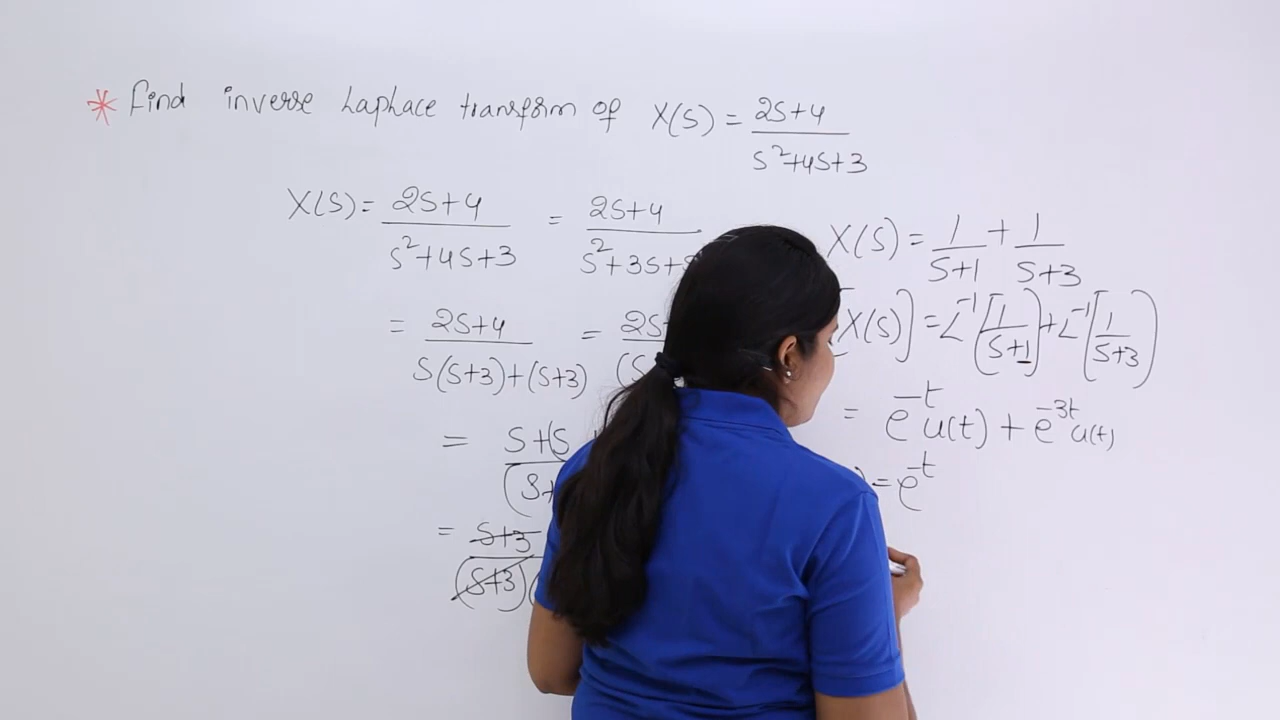 * Find inverse Laplace transform of X(S) = 2S+4 / S²+4S+3
X(S) = 2S+4 / S²+4S+3 = 2S+4 / S²+3S+
= 2S+4 / S(S+3)+(S+3) = 2S / (S
= S+(S / (S+
= S+3 / (S+3)(
X(S) = 1/S+1 + 1/S+3
[X(S)] = L⁻¹[1/S+1] + L⁻¹[1/S+3]
= e^-t u(t) + e^-3t u(t)
) = e^-t